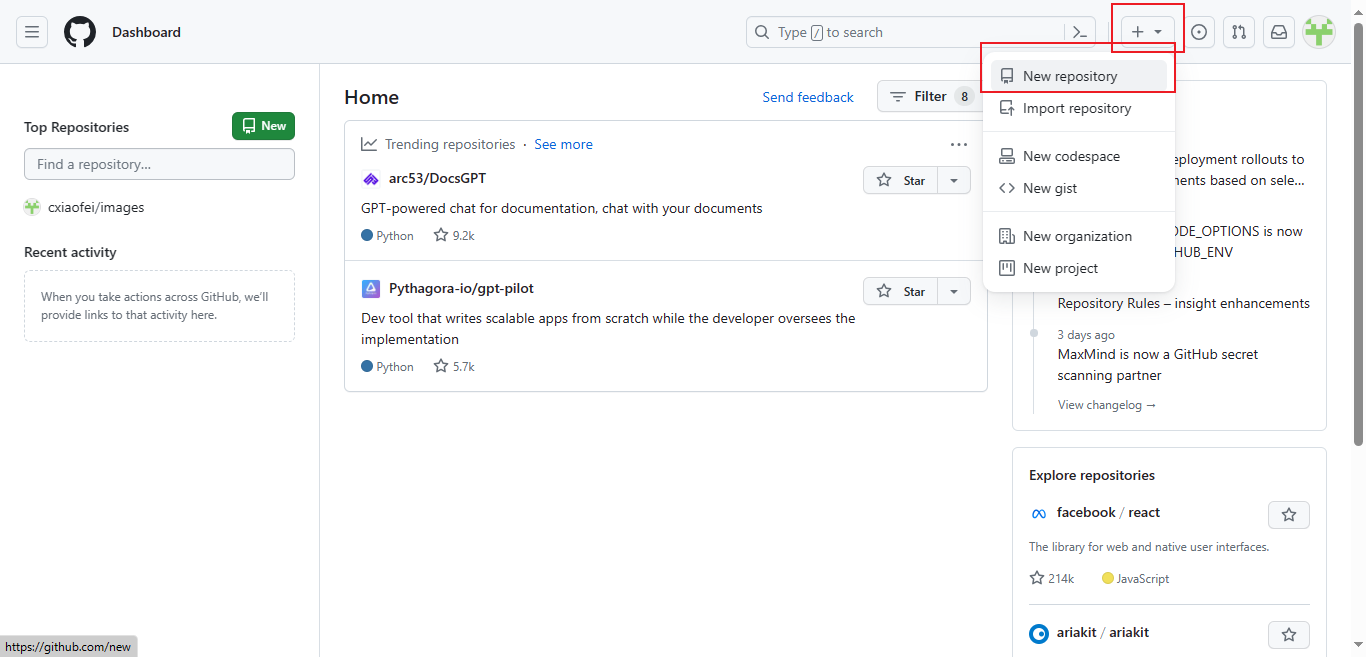 Dashboard
Type / to search
New repository
Import repository
New codespace
New gist
New organization
New project
Top Repositories
New
Find a repository...
cxiaofei/images
Recent activity
When you take actions across GitHub, we'll
provide links to that activity here.
Home
Send feedback
Filter 8
Trending repositories · See more
arc53/DocsGPT
Star
GPT-powered chat for documentation, chat with your documents
Python 9.2k
Pythagora-io/gpt-pilot
Star
Dev tool that writes scalable apps from scratch while the developer oversees the
implementation
Python 5.7k
rollouts to
based on sele...
is now
HUB_ENV
Repository Rules – insight enhancements
3 days ago
MaxMind is now a GitHub secret
scanning partner
View changelog →
Explore repositories
facebook / react
The library for web and native user interfaces.
214k JavaScript
ariakit / ariakit
https://github.com/new